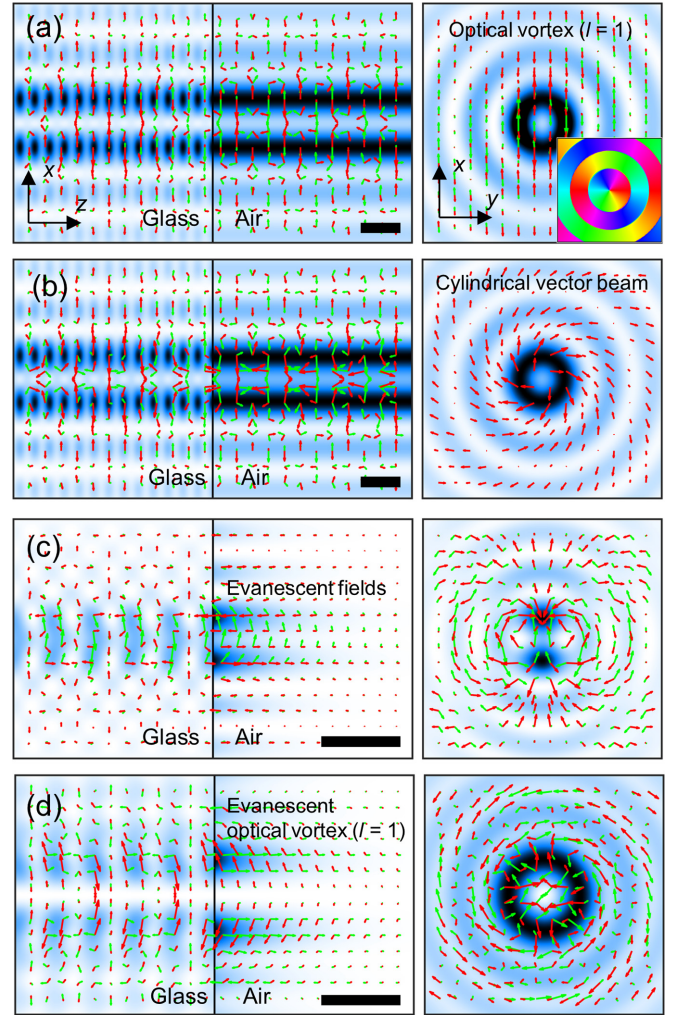 (a)
Optical vortex (l = 1)
x
z
Glass
Air
x
y
(b)
Cylindrical vector beam
Glass
Air
(c)
Evanescent fields
Glass
Air
(d)
Evanescent
optical vortex (l = 1)
Glass
Air